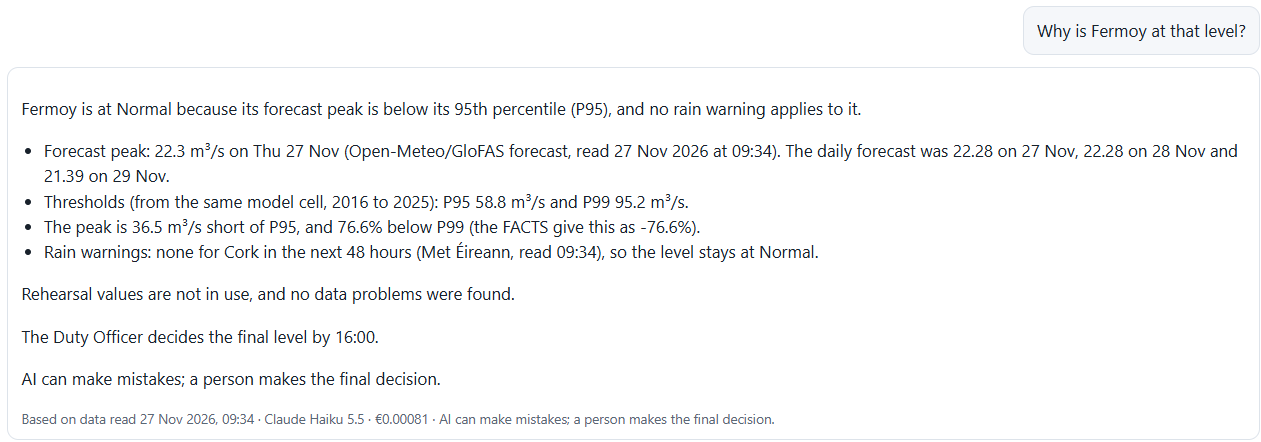 Why is Fermoy at that level?
Fermoy is at Normal because its forecast peak is below its 95th percentile (P95), and no rain warning applies to it.
• Forecast peak: 22.3 m³/s on Thu 27 Nov (Open-Meteo/GloFAS forecast, read 27 Nov 2026 at 09:34). The daily forecast was 22.28 on 27 Nov, 22.28 on 28 Nov and
21.39 on 29 Nov.
• Thresholds (from the same model cell, 2016 to 2025): P95 58.8 m³/s and P99 95.2 m³/s.
• The peak is 36.5 m³/s short of P95, and 76.6% below P99 (the FACTS give this as -76.6%).
• Rain warnings: none for Cork in the next 48 hours (Met Éireann, read 09:34), so the level stays at Normal.
Rehearsal values are not in use, and no data problems were found.
The Duty Officer decides the final level by 16:00.
AI can make mistakes; a person makes the final decision.
Based on data read 27 Nov 2026, 09:34 · Claude Haiku 5.5 · €0.00081 · AI can make mistakes; a person makes the final decision.